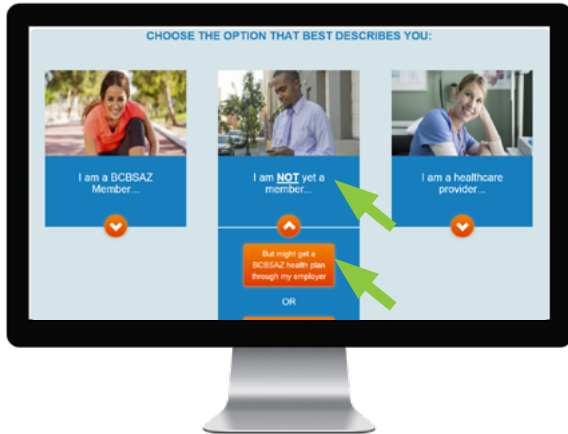 CHOOSE THE OPTION THAT BEST DESCRIBES YOU:
I am a BCBSAZ
Member...
I am NOT yet a
member...
I am a healthcare
provider...
But might get a
BCBSAZ health plan
through my employer
OR